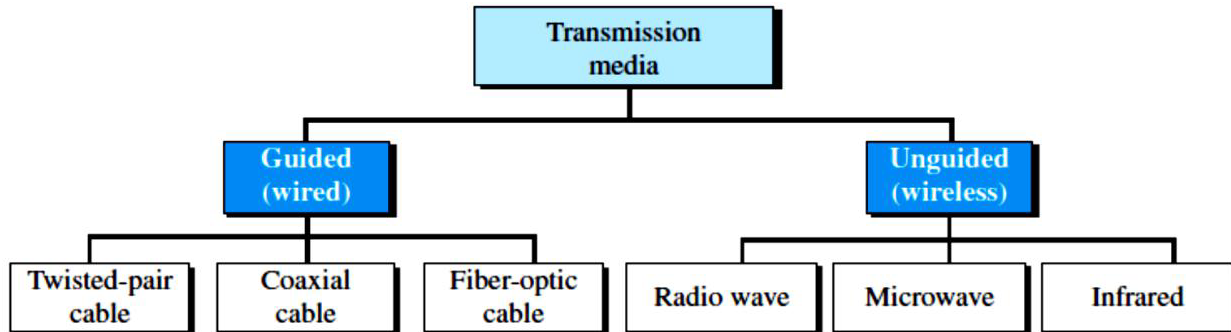 Transmission
media
Guided
(wired)
Unguided
(wireless)
Twisted-pair
cable
Coaxial
cable
Fiber-optic
cable
Radio wave
Microwave
Infrared